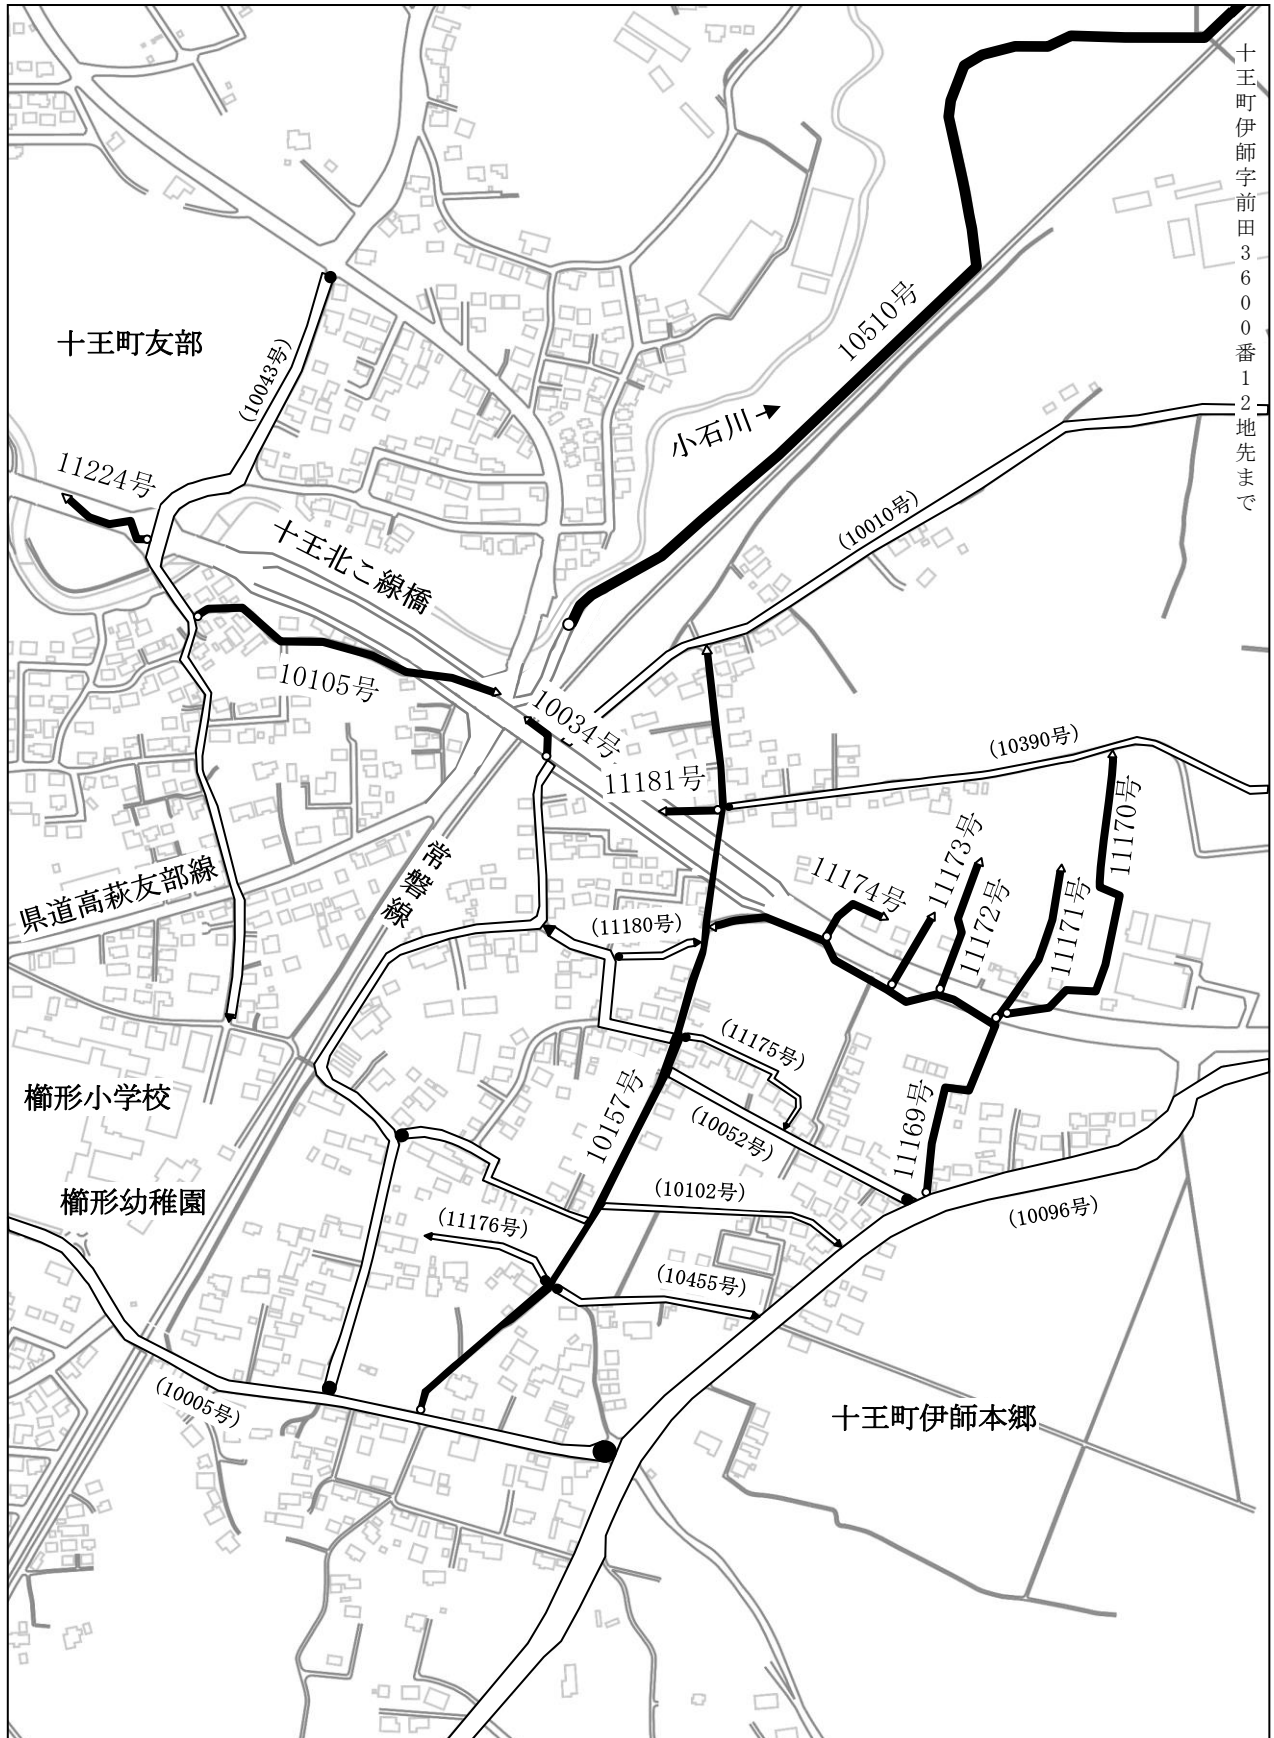 十王町伊師字前田3600番12地先まで
10510号
十王町友部
(10043号)
小石川→
11224号
(10010号)
十王北こ線橋
10105号
10034号
(10390号)
11181号
11170号
11173号
常磐線
県道高萩友部線
11174号
11172号
11171号
(11180号)
(11175号)
櫛形小学校
10157号
(10052号)
11169号
櫛形幼稚園
(10102号)
(11176号)
(10096号)
(10455号)
(10005号)
十王町伊師本郷